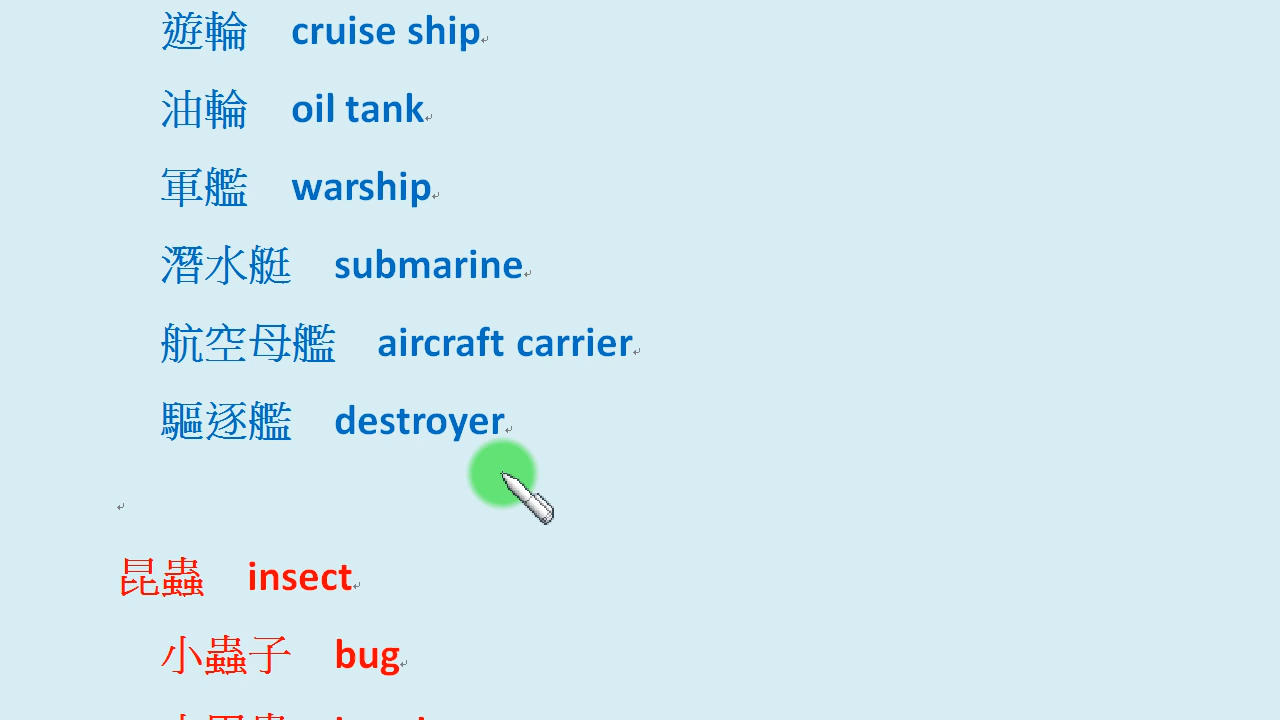 遊輪 cruise ship
油輪 oil tank
軍艦 warship
潛水艇 submarine
航空母艦 aircraft carrier
驅逐艦 destroyer
昆蟲 insect
小蟲子 bug